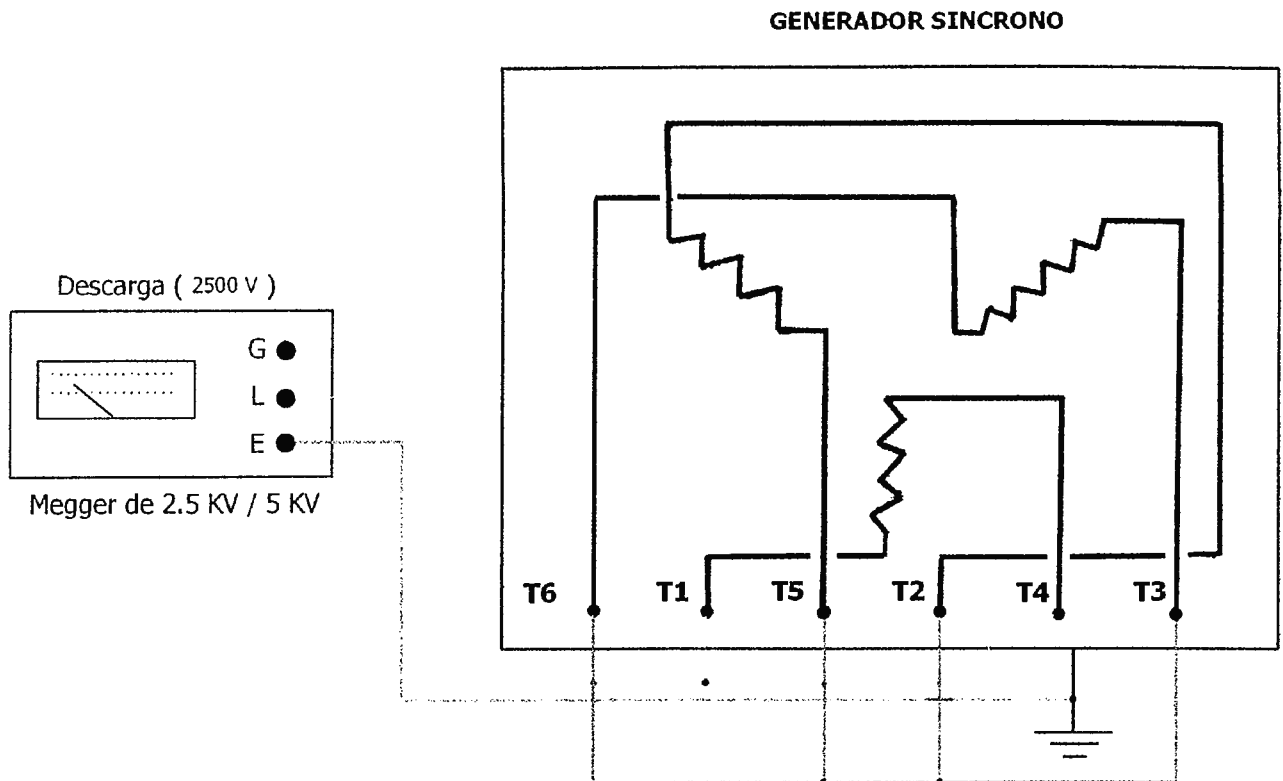 GENERADOR SINCRONO
Descarga ( 2500 V )
G
L
E
Megger de 2.5 KV / 5 KV
T6 T1 T5 T2 T4 T3